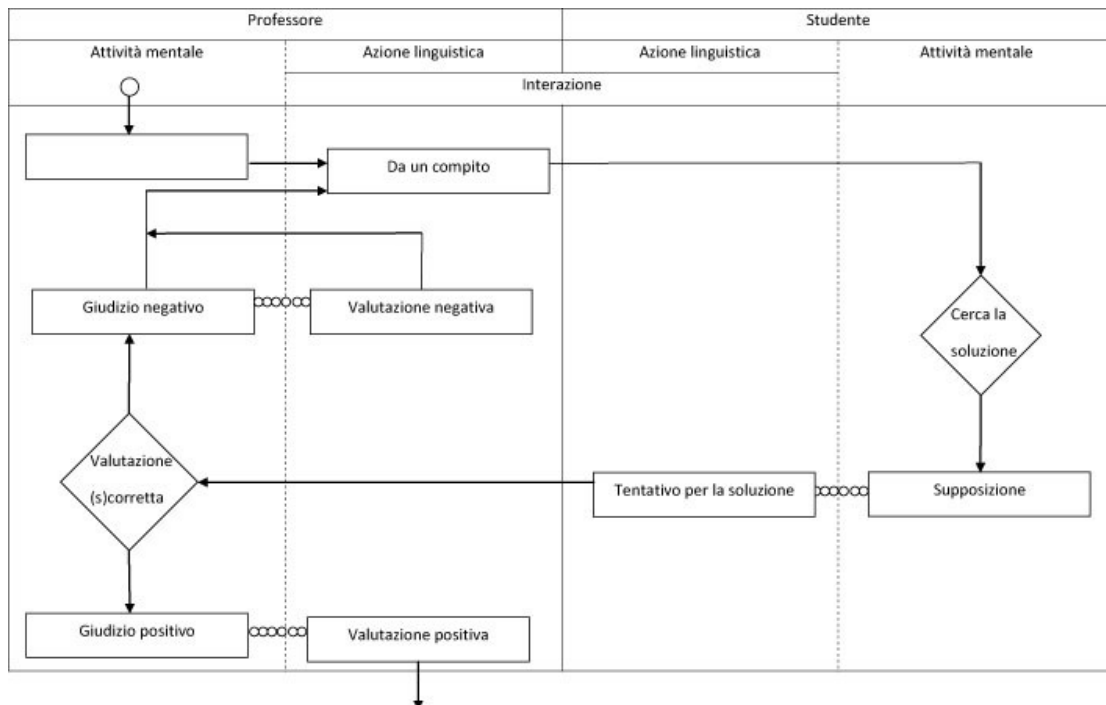 Professore
Studente
Attività mentale
Azione linguistica
Azione linguistica
Attività mentale
Interazione
Da un compito
Giudizio negativo
Valutazione negativa
Cerca la
soluzione
Valutazione
(s)corretta
Tentativo per la soluzione
Supposizione
Giudizio positivo
Valutazione positiva